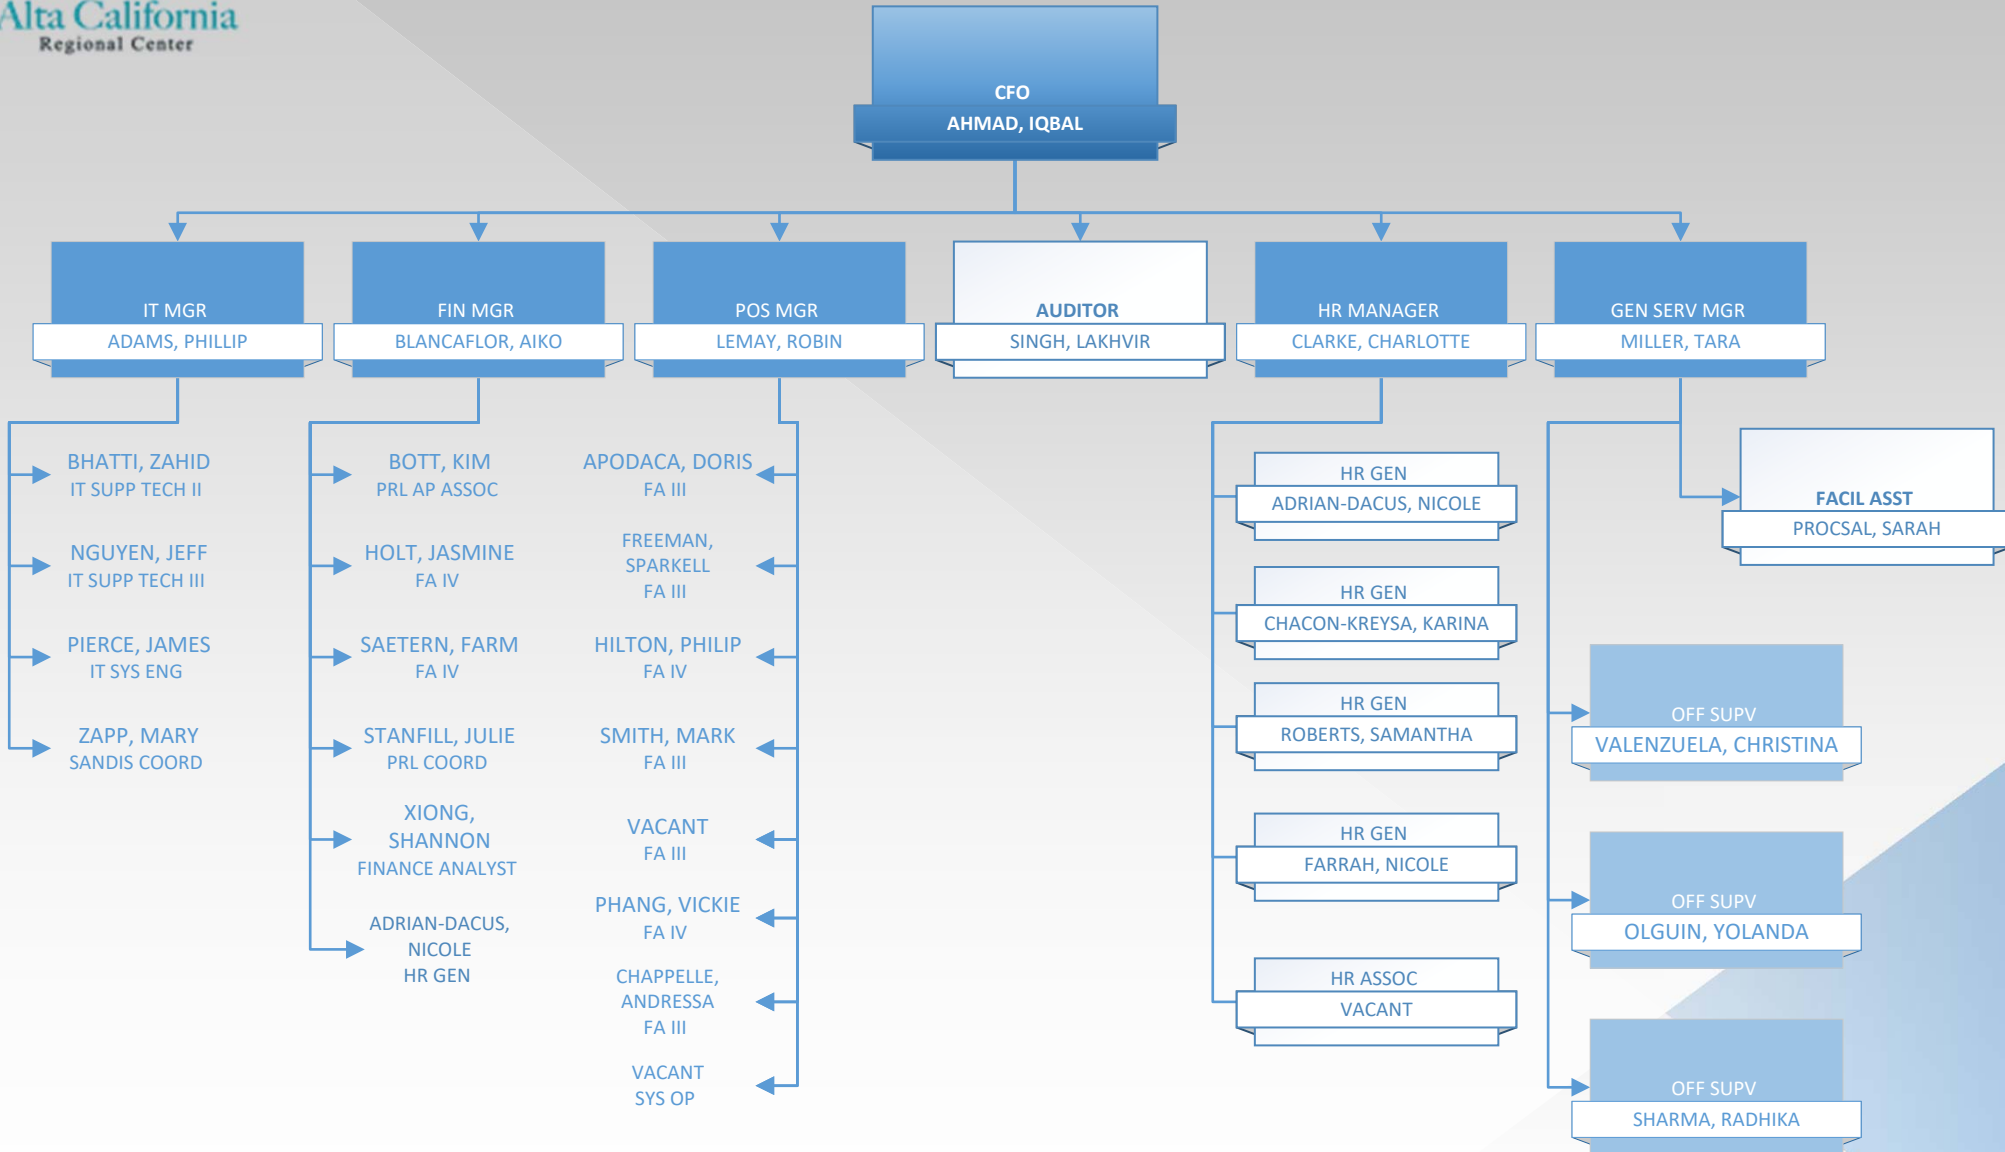 Alta California
Regional Center
CFO
AHMAD, IQBAL
IT MGR
ADAMS, PHILLIP
FIN MGR
BLANCAFLOR, AIKO
POS MGR
LEMAY, ROBIN
AUDITOR
SINGH, LAKHVIR
HR MANAGER
CLARKE, CHARLOTTE
GEN SERV MGR
MILLER, TARA
BHATTI, ZAHID
IT SUPP TECH II
NGUYEN, JEFF
IT SUPP TECH III
PIERCE, JAMES
IT SYS ENG
ZAPP, MARY
SANDIS COORD
BOTT, KIM
PRL AP ASSOC
HOLT, JASMINE
FA IV
SAETERN, FARM
FA IV
STANFILL, JULIE
PRL COORD
XIONG,
SHANNON
FINANCE ANALYST
ADRIAN-DACUS,
NICOLE
HR GEN
APODACA, DORIS
FA III
FREEMAN,
SPARKELL
FA III
HILTON, PHILIP
FA IV
SMITH, MARK
FA III
VACANT
FA III
PHANG, VICKIE
FA IV
CHAPPELLE,
ANDRESSA
FA III
VACANT
SYS OP
HR GEN
ADRIAN-DACUS, NICOLE
HR GEN
CHACON-KREYSA, KARINA
HR GEN
ROBERTS, SAMANTHA
HR GEN
FARRAH, NICOLE
HR ASSOC
VACANT
FACIL ASST
PROCSAL, SARAH
OFF SUPV
VALENZUELA, CHRISTINA
OFF SUPV
OLGUIN, YOLANDA
OFF SUPV
SHARMA, RADHIKA